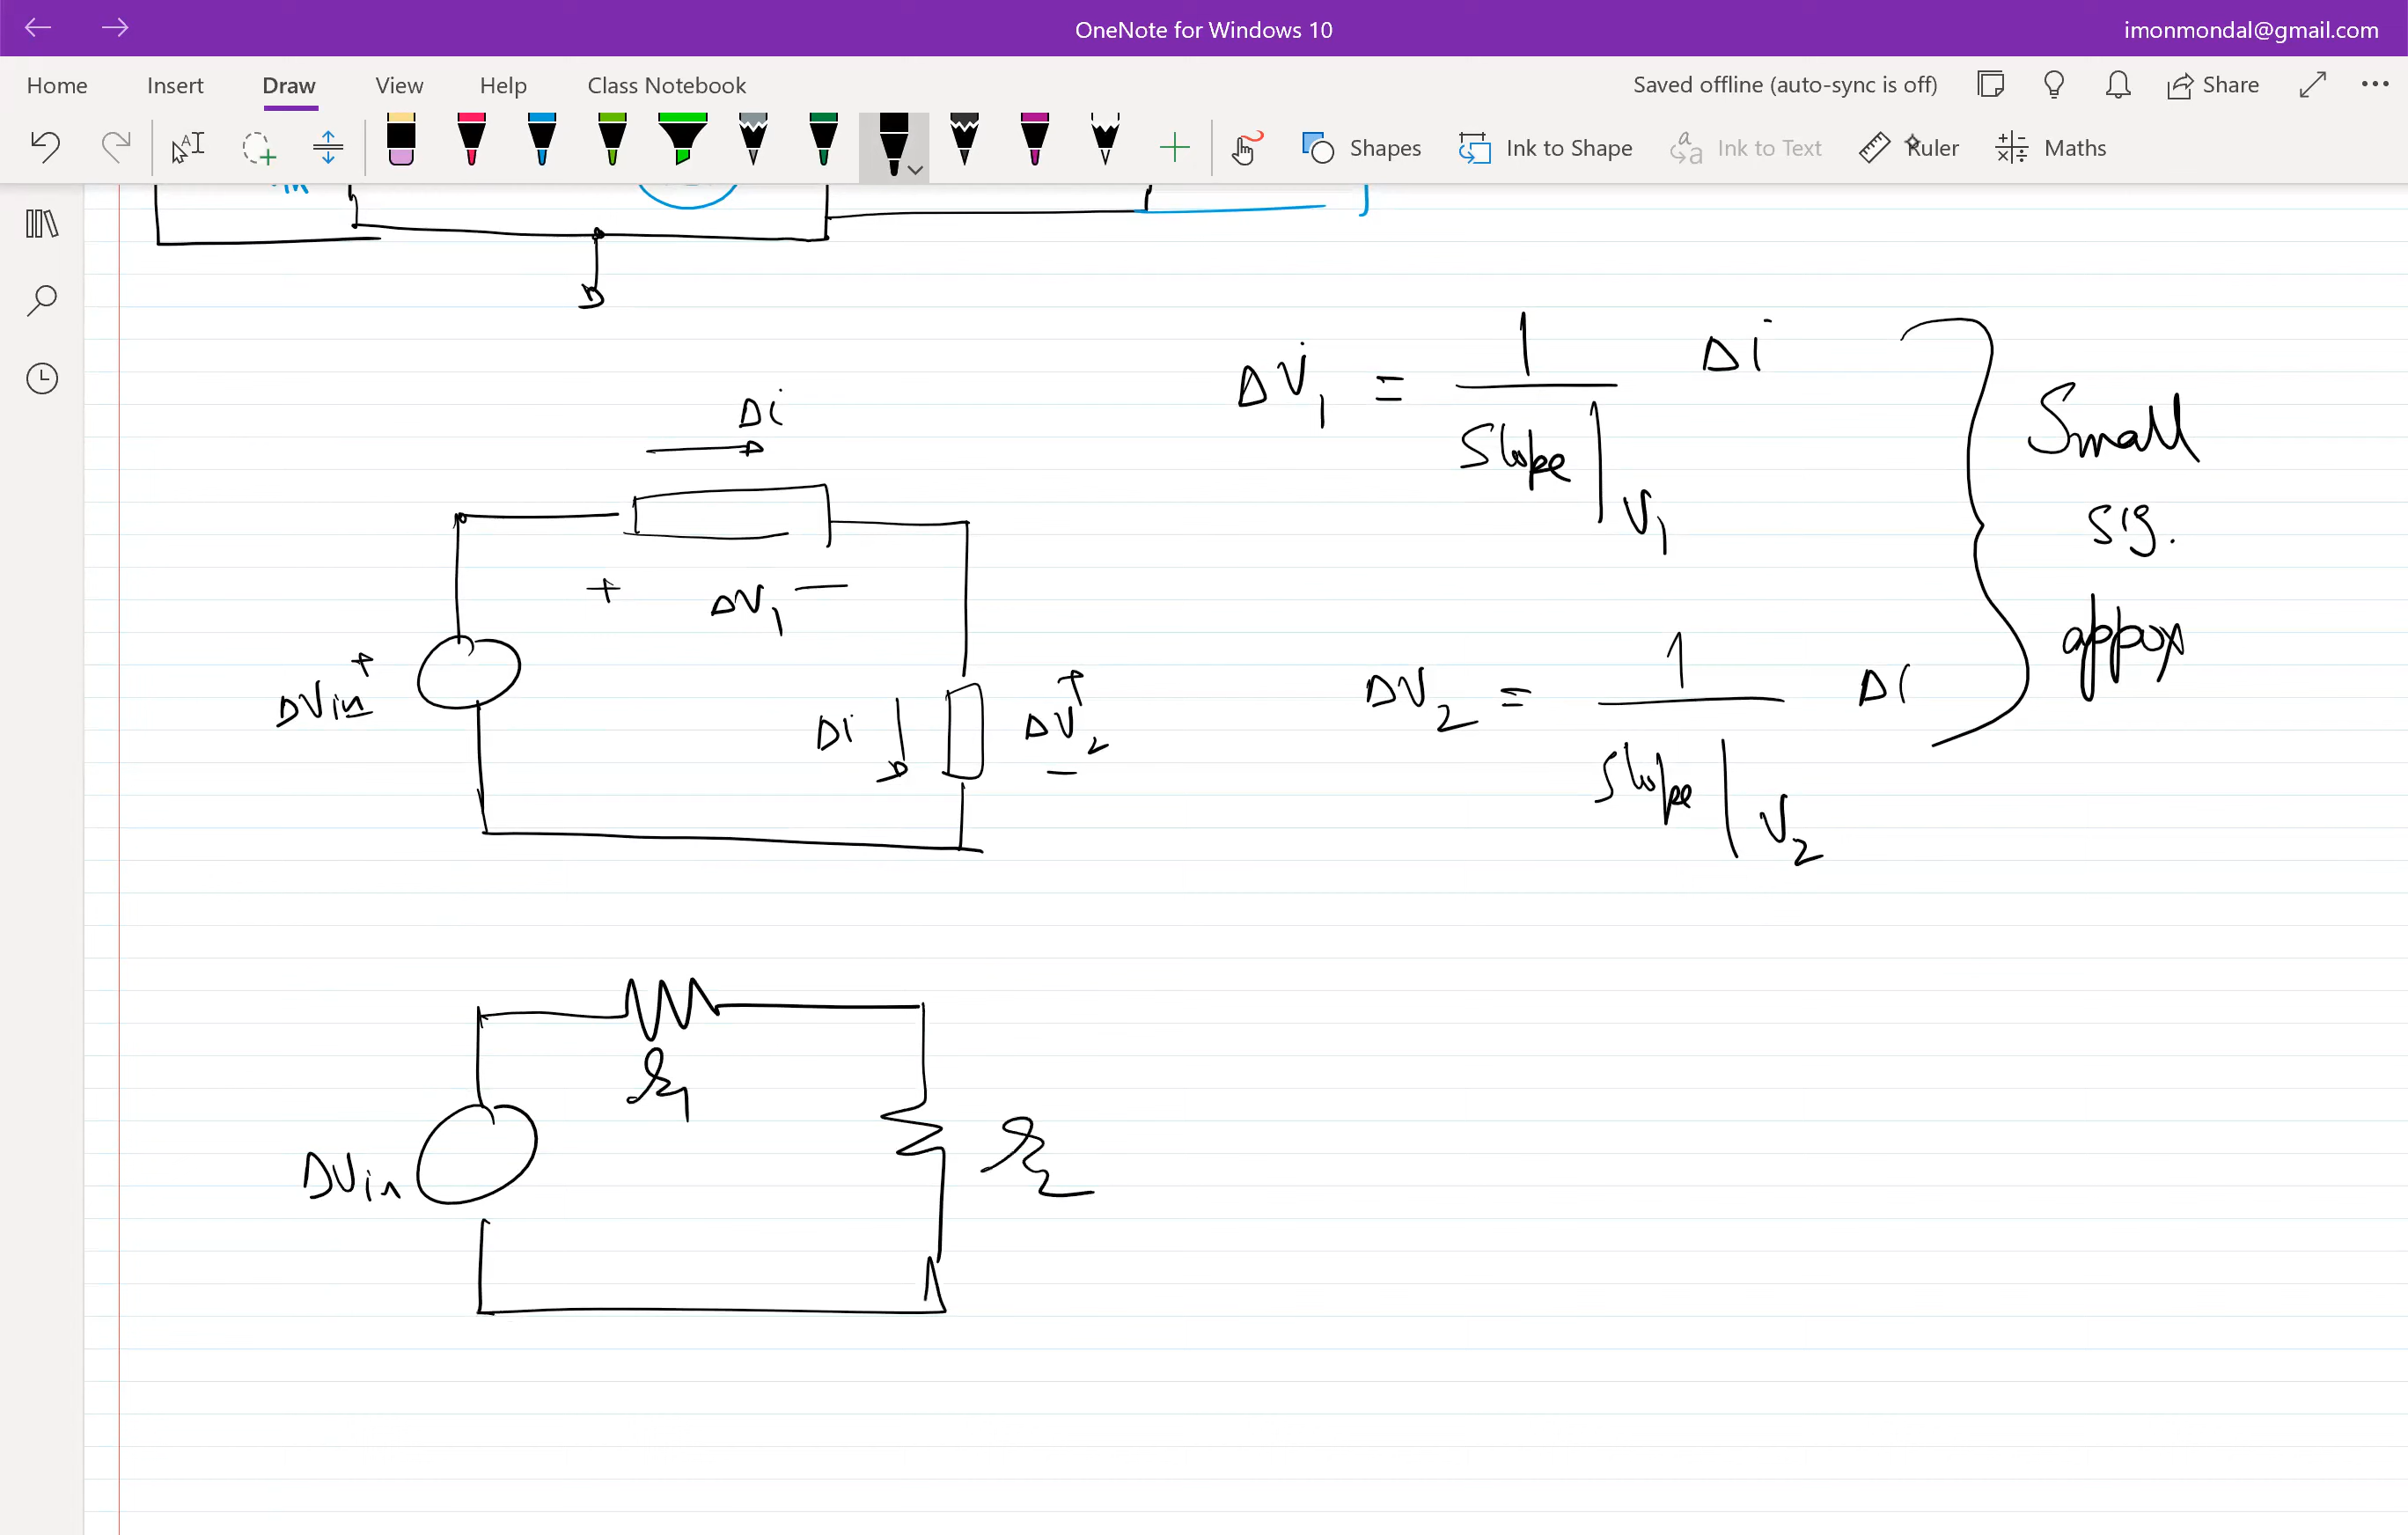 OneNote for Windows 10
imonmondal@gmail.com
Home Insert Draw View Help Class Notebook
Saved offline (auto-sync is off) Share
Shapes Ink to Shape Ink to Text Ruler Maths
Δi
ΔV1 = 1 / slope|V1 Δi
+ ΔV1 −
ΔVin + −
Δi
ΔV2
+ −
ΔV2 = 1 / slope|V2 Δi
Small
sig.
appox
r1
ΔVin
r2